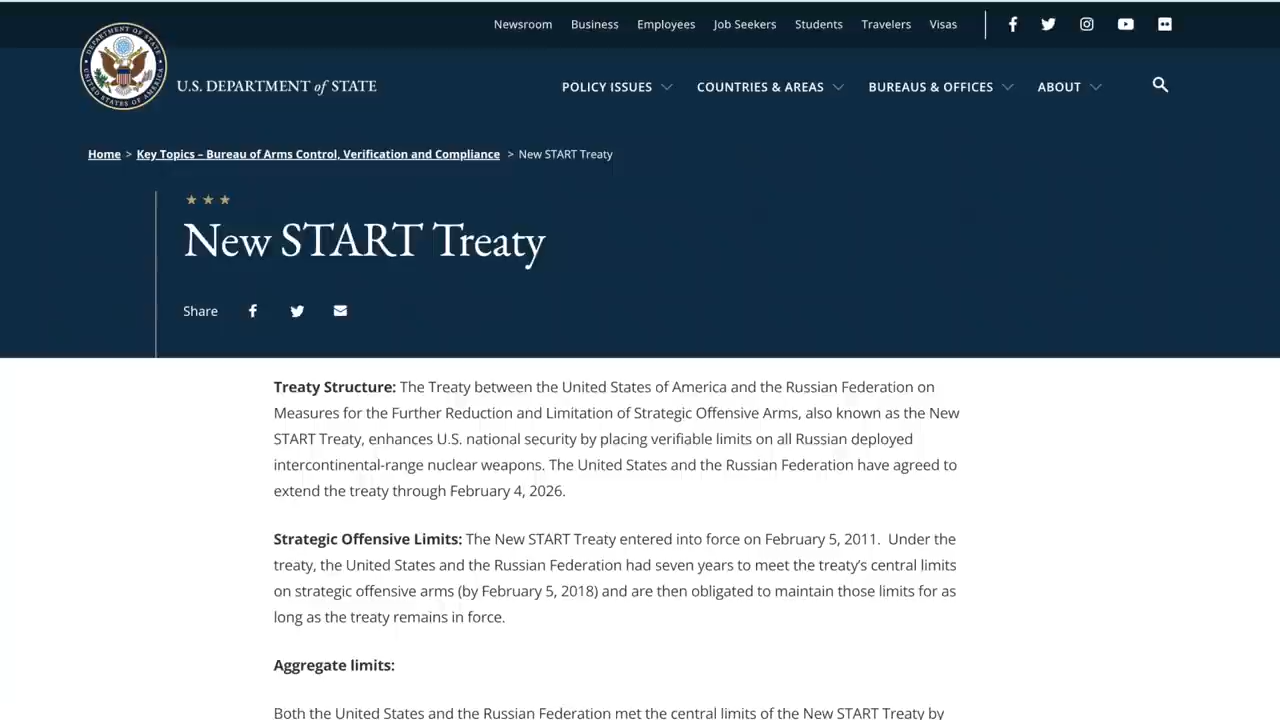 Newsroom Business Employees Job Seekers Students Travelers Visas
U.S. DEPARTMENT of STATE
POLICY ISSUES COUNTRIES & AREAS BUREAUS & OFFICES ABOUT
Home > Key Topics – Bureau of Arms Control, Verification and Compliance > New START Treaty
New START Treaty
Share
Treaty Structure: The Treaty between the United States of America and the Russian Federation on
Measures for the Further Reduction and Limitation of Strategic Offensive Arms, also known as the New
START Treaty, enhances U.S. national security by placing verifiable limits on all Russian deployed
intercontinental-range nuclear weapons. The United States and the Russian Federation have agreed to
extend the treaty through February 4, 2026.
Strategic Offensive Limits: The New START Treaty entered into force on February 5, 2011. Under the
treaty, the United States and the Russian Federation had seven years to meet the treaty’s central limits
on strategic offensive arms (by February 5, 2018) and are then obligated to maintain those limits for as
long as the treaty remains in force.
Aggregate limits:
Both the United States and the Russian Federation met the central limits of the New START Treaty by